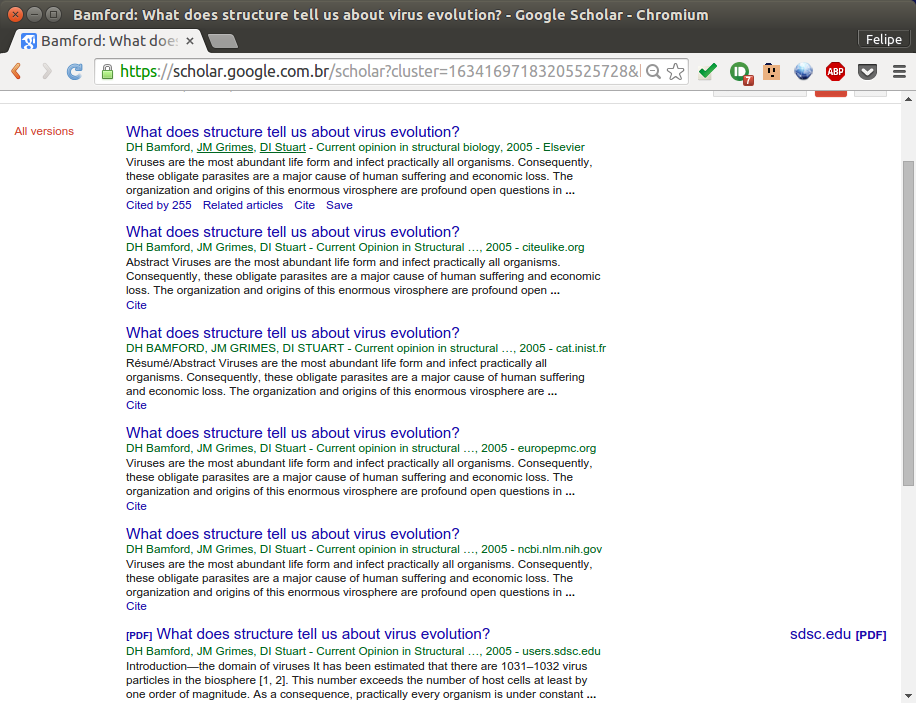 Bamford: What does structure tell us about virus evolution? - Google Scholar - Chromium
Bamford: What doe
Felipe
https://scholar.google.com.br/scholar?cluster=16341697183205525728&
7
ABP
All versions
What does structure tell us about virus evolution?
DH Bamford, JM Grimes, DI Stuart - Current opinion in structural biology, 2005 - Elsevier
Viruses are the most abundant life form and infect practically all organisms. Consequently,
these obligate parasites are a major cause of human suffering and economic loss. The
organization and origins of this enormous virosphere are profound open questions in ...
Cited by 255 Related articles Cite Save
What does structure tell us about virus evolution?
DH Bamford, JM Grimes, DI Stuart - Current Opinion in Structural …, 2005 - citeulike.org
Abstract Viruses are the most abundant life form and infect practically all organisms.
Consequently, these obligate parasites are a major cause of human suffering and economic
loss. The organization and origins of this enormous virosphere are profound open ...
Cite
What does structure tell us about virus evolution?
DH BAMFORD, JM GRIMES, DI STUART - Current opinion in structural …, 2005 - cat.inist.fr
Résumé/Abstract Viruses are the most abundant life form and infect practically all
organisms. Consequently, these obligate parasites are a major cause of human suffering
and economic loss. The organization and origins of this enormous virosphere are ...
Cite
What does structure tell us about virus evolution?
DH Bamford, JM Grimes, DI Stuart - Current opinion in structural …, 2005 - europepmc.org
Viruses are the most abundant life form and infect practically all organisms. Consequently,
these obligate parasites are a major cause of human suffering and economic loss. The
organization and origins of this enormous virosphere are profound open questions in ...
Cite
What does structure tell us about virus evolution?
DH Bamford, JM Grimes, DI Stuart - Current opinion in structural …, 2005 - ncbi.nlm.nih.gov
Viruses are the most abundant life form and infect practically all organisms. Consequently,
these obligate parasites are a major cause of human suffering and economic loss. The
organization and origins of this enormous virosphere are profound open questions in ...
Cite
[PDF] What does structure tell us about virus evolution?
sdsc.edu [PDF]
DH Bamford, JM Grimes, DI Stuart - Current Opinion in Structural …, 2005 - users.sdsc.edu
Introduction—the domain of viruses It has been estimated that there are 1031–1032 virus
particles in the biosphere [1, 2]. This number exceeds the number of host cells at least by
one order of magnitude. As a consequence, practically every organism is under constant ...